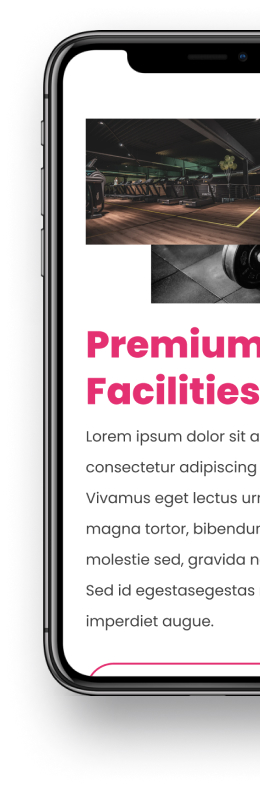 Premium
Facilities
Lorem ipsum dolor sit a
consectetur adipiscing
Vivamus eget lectus urn
magna tortor, bibendum
molestie sed, gravida n
Sed id egestasegestas
imperdiet augue.